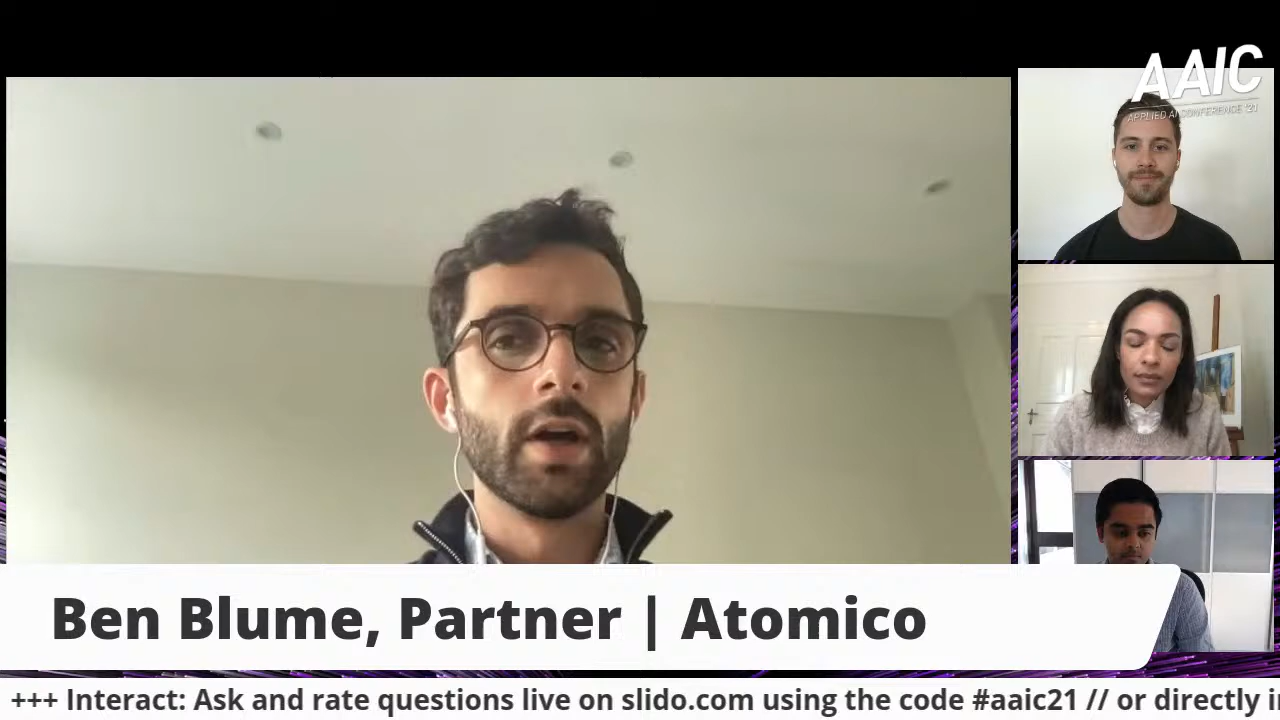 AAIC
APPLIED AI CONFERENCE '21
Ben Blume, Partner | Atomico
+++ Interact: Ask and rate questions live on slido.com using the code #aaic21 // or directly